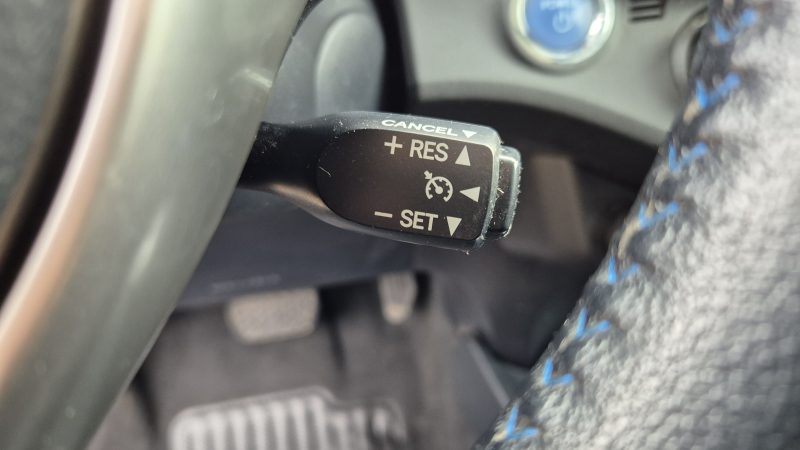 CANCEL ▼
+ RES ▲
◀
− SET ▼